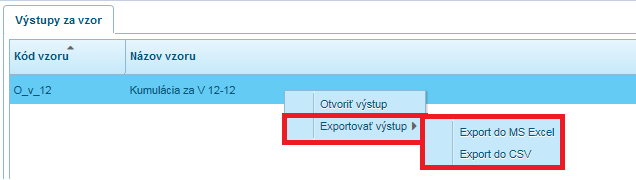 Výstupy za vzor
Kód vzoru Názov vzoru
O_v_12 Kumulácia za V 12-12
Otvoriť výstup
Exportovať výstup
Export do MS Excel
Export do CSV